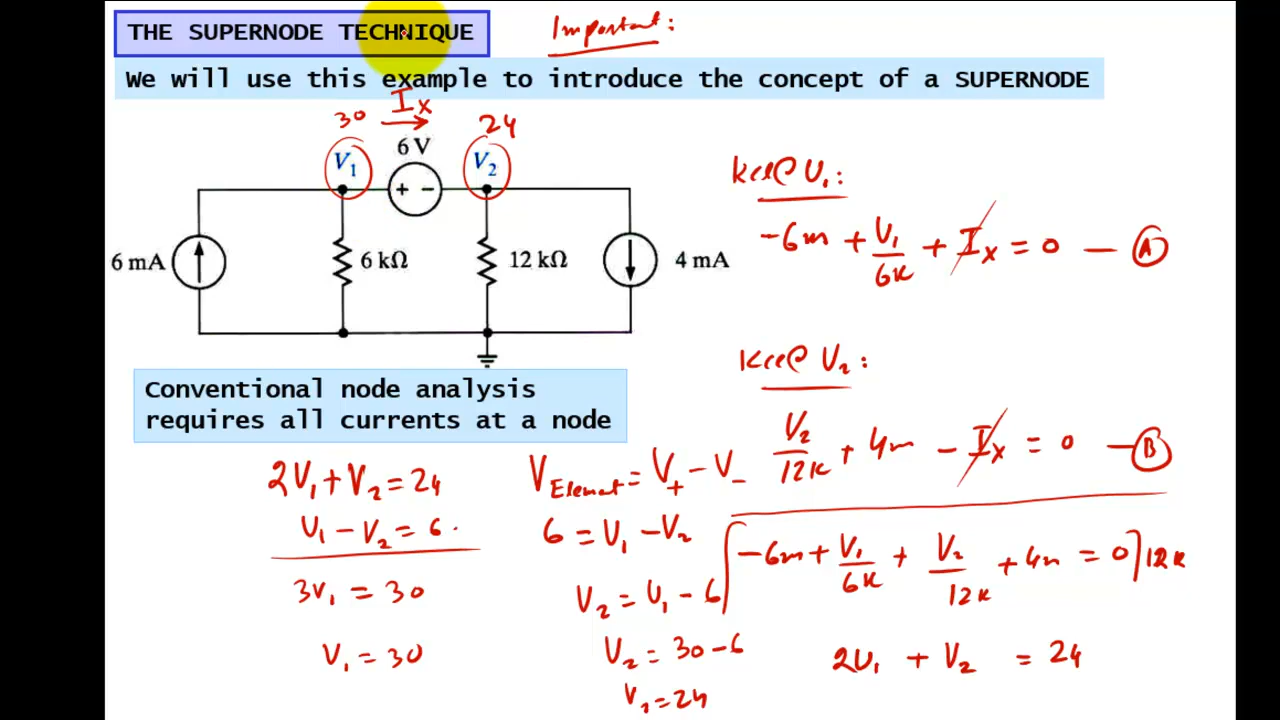 THE SUPERNODE TECHNIQUE
Important:
We will use this example to introduce the concept of a SUPERNODE
30
Ix
24
6 V
V₁
V₂
+ −
6 mA
6 kΩ
12 kΩ
4 mA
KCL@ V₁:
-6m + V₁/6k + Ix = 0 — A
KCL@ V₂:
V₂/12k + 4m - Ix = 0 — B
Conventional node analysis
requires all currents at a node
2V₁ + V₂ = 24
V₁ - V₂ = 6
3V₁ = 30
V₁ = 30
V Element = V₊ - V₋
6 = V₁ - V₂
V₂ = V₁ - 6
V₂ = 30 - 6
V₂ = 24
-6m + V₁/6k + V₂/12k + 4m = 0] 12k
2V₁ + V₂ = 24